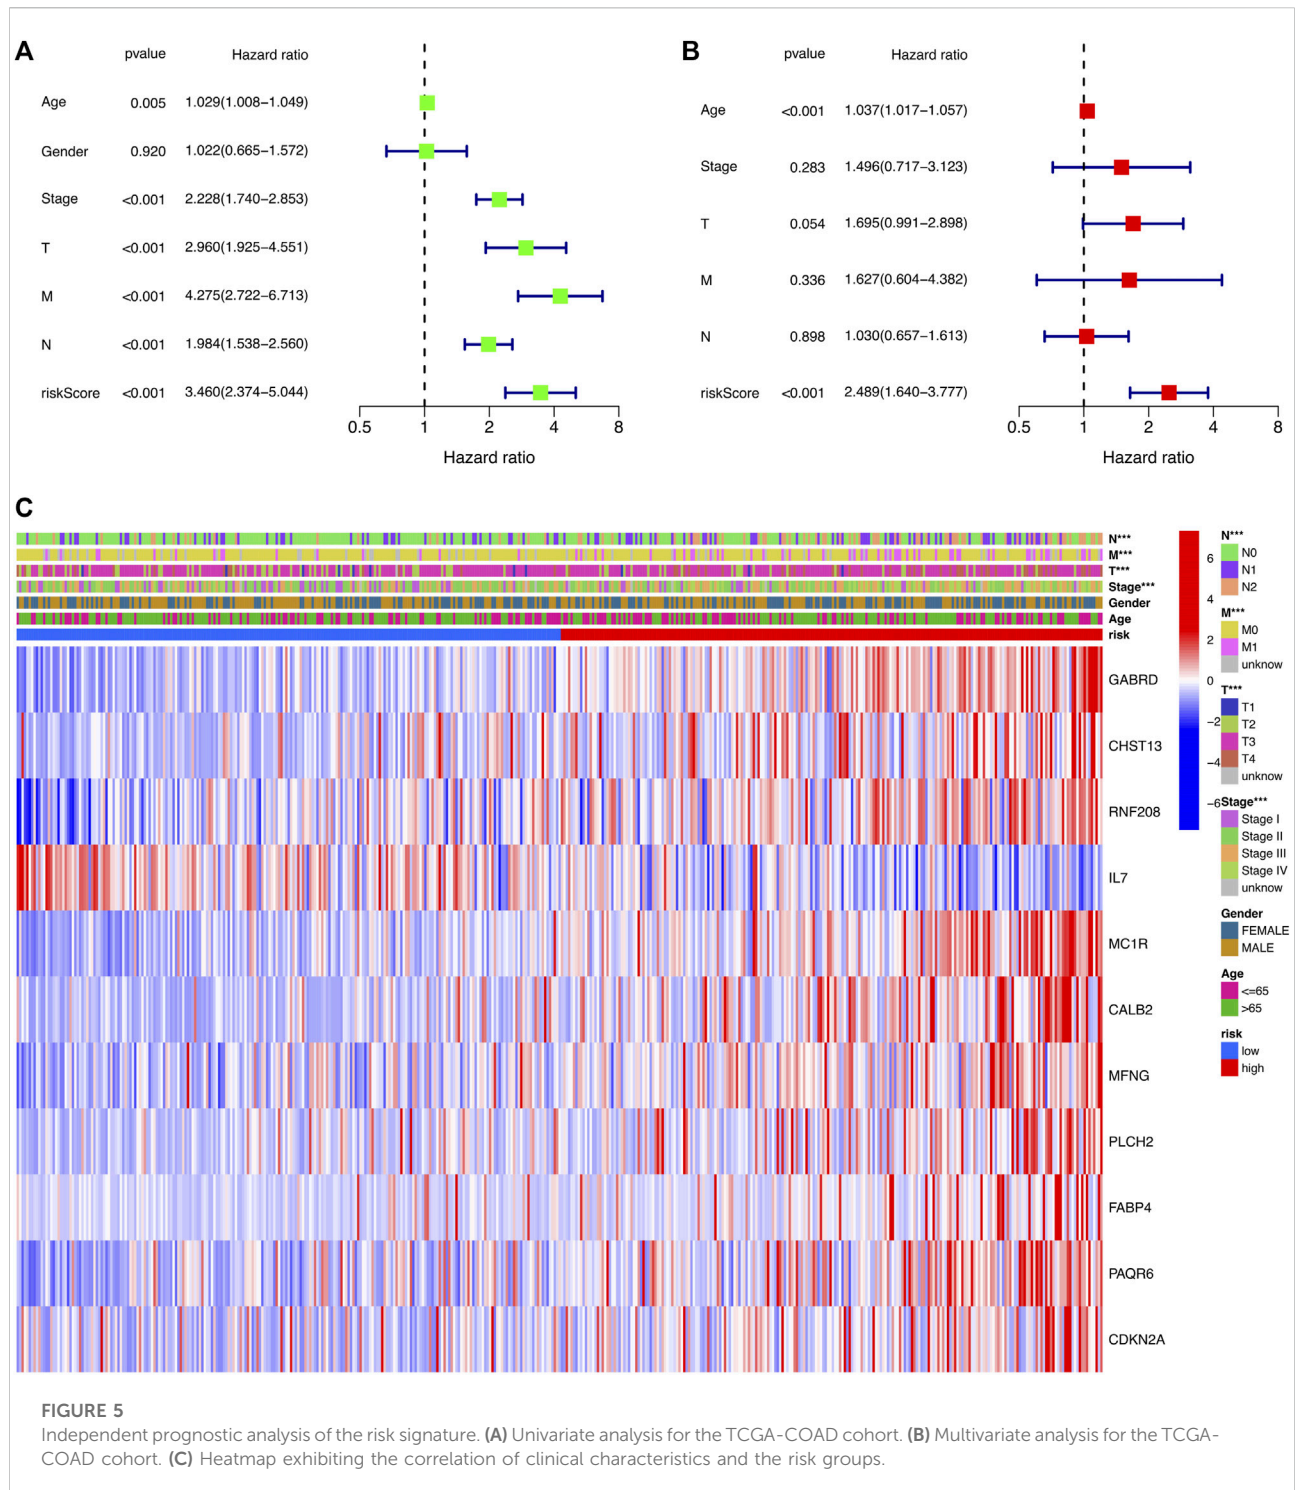 A
pvalue Hazard ratio
Age 0.005 1.029(1.008−1.049)
Gender 0.920 1.022(0.665−1.572)
Stage <0.001 2.228(1.740−2.853)
T <0.001 2.960(1.925−4.551)
M <0.001 4.275(2.722−6.713)
N <0.001 1.984(1.538−2.560)
riskScore <0.001 3.460(2.374−5.044)
0.5 1 2 4 8
Hazard ratio
B
pvalue Hazard ratio
Age <0.001 1.037(1.017−1.057)
Stage 0.283 1.496(0.717−3.123)
T 0.054 1.695(0.991−2.898)
M 0.336 1.627(0.604−4.382)
N 0.898 1.030(0.657−1.613)
riskScore <0.001 2.489(1.640−3.777)
0.5 1 2 4 8
Hazard ratio
C
N***
M***
T***
Stage***
Gender
Age
risk
GABRD
CHST13
RNF208
IL7
MC1R
CALB2
MFNG
PLCH2
FABP4
PAQR6
CDKN2A
6
4
2
0
−2
−4
−6
N***
N0
N1
N2
M***
M0
M1
unknow
T***
T1
T2
T3
T4
unknow
Stage***
Stage I
Stage II
Stage III
Stage IV
unknow
Gender
FEMALE
MALE
Age
<=65
>65
risk
low
high
FIGURE 5
Independent prognostic analysis of the risk signature. (A) Univariate analysis for the TCGA-COAD cohort. (B) Multivariate analysis for the TCGA-
COAD cohort. (C) Heatmap exhibiting the correlation of clinical characteristics and the risk groups.